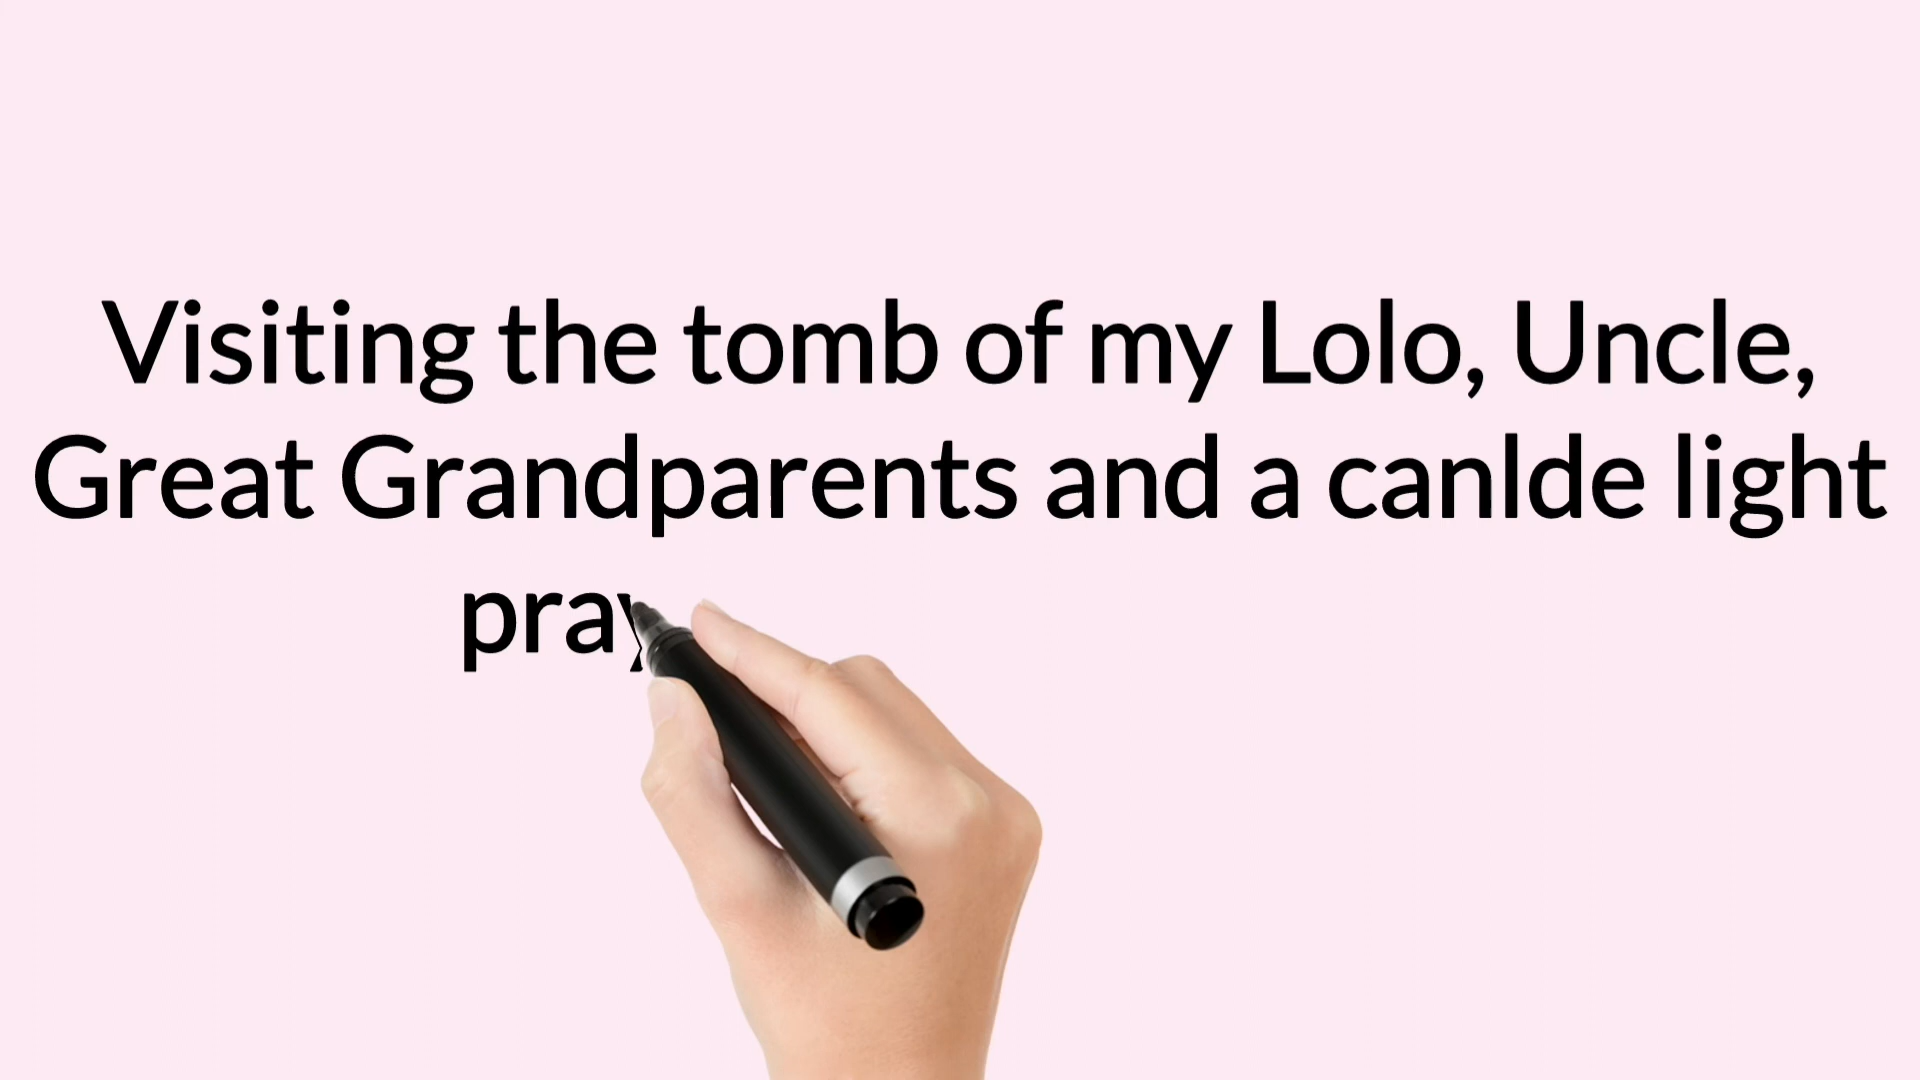 Visiting the tomb of my Lolo, Uncle,
Great Grandparents and a canlde light
pray